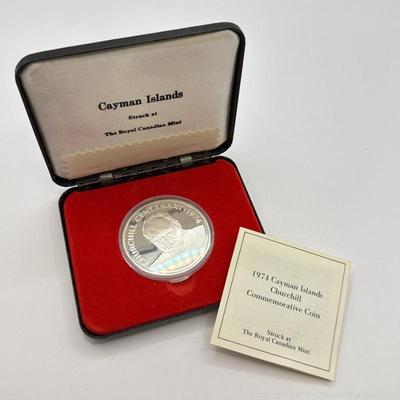 Cayman Islands
Struck at
The Royal Canadian Mint
CHURCHILL CENTENARY 1974
1974 Cayman Islands
Churchill
Commemorative Coin
Struck at
The Royal Canadian Mint